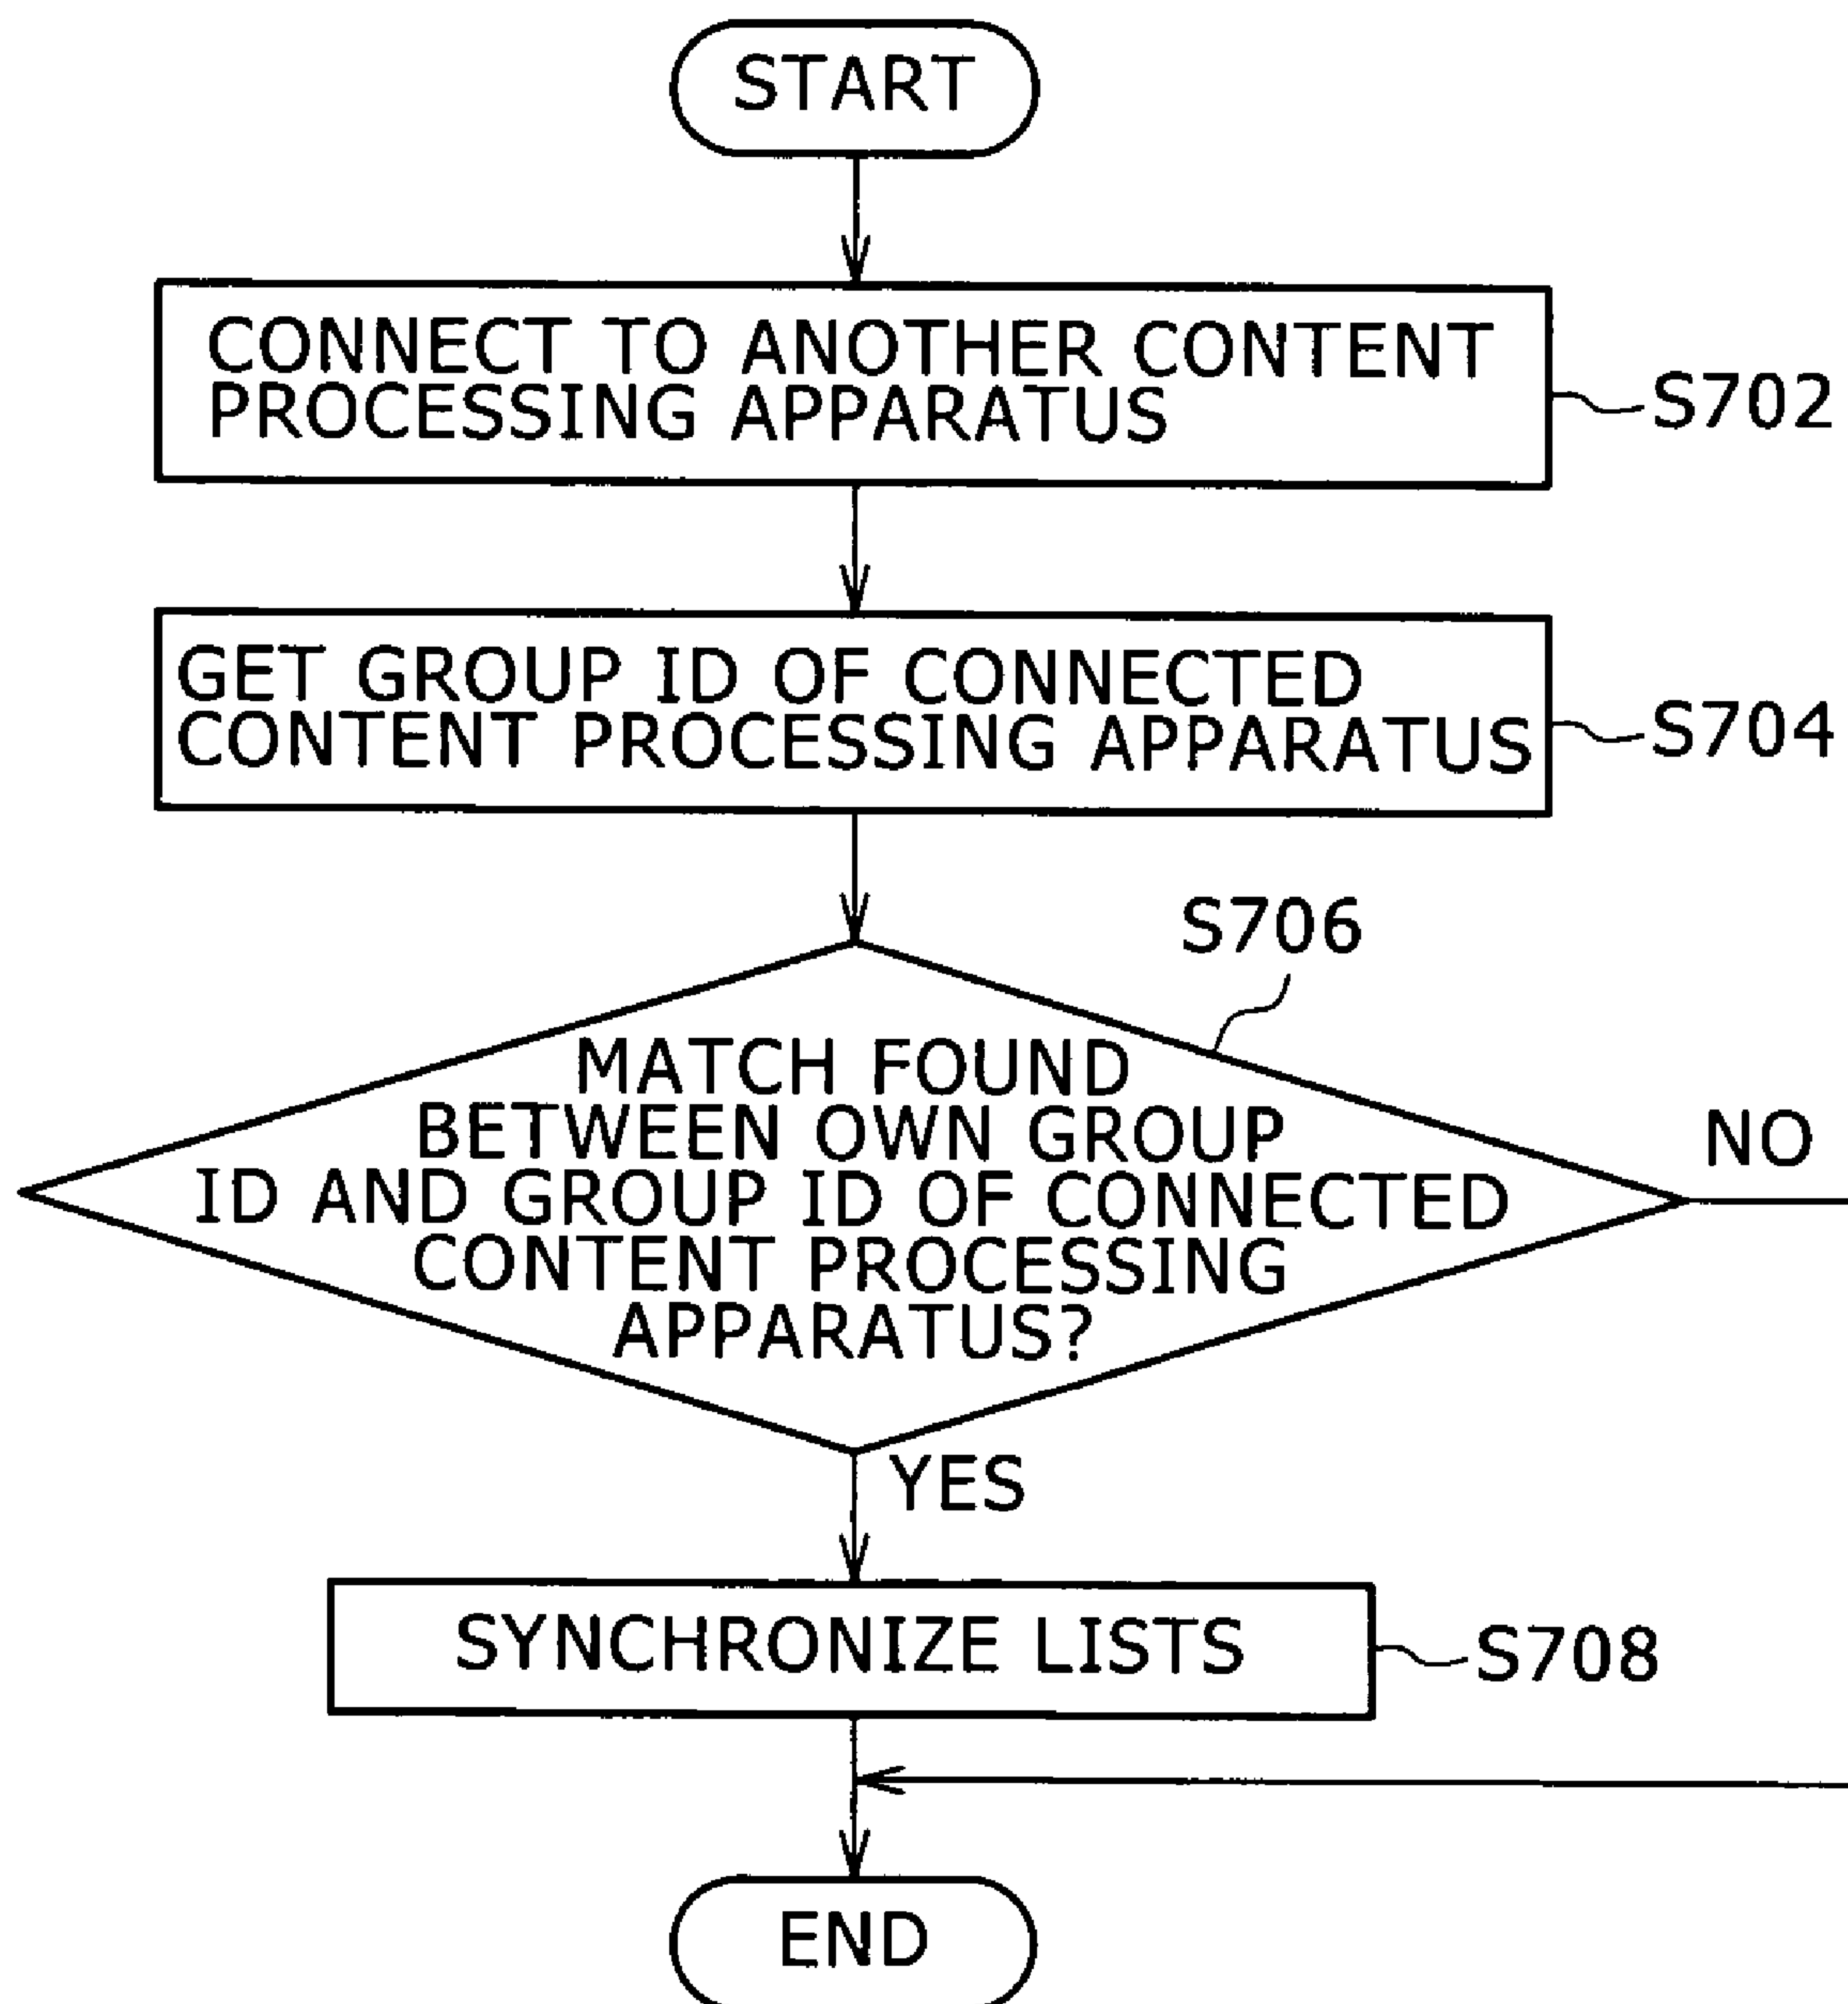 START
CONNECT TO ANOTHER CONTENT
PROCESSING APPARATUS
S702
GET GROUP ID OF CONNECTED
CONTENT PROCESSING APPARATUS
S704
S706
MATCH FOUND
BETWEEN OWN GROUP
ID AND GROUP ID OF CONNECTED
CONTENT PROCESSING
APPARATUS?
NO
YES
SYNCHRONIZE LISTS
S708
END